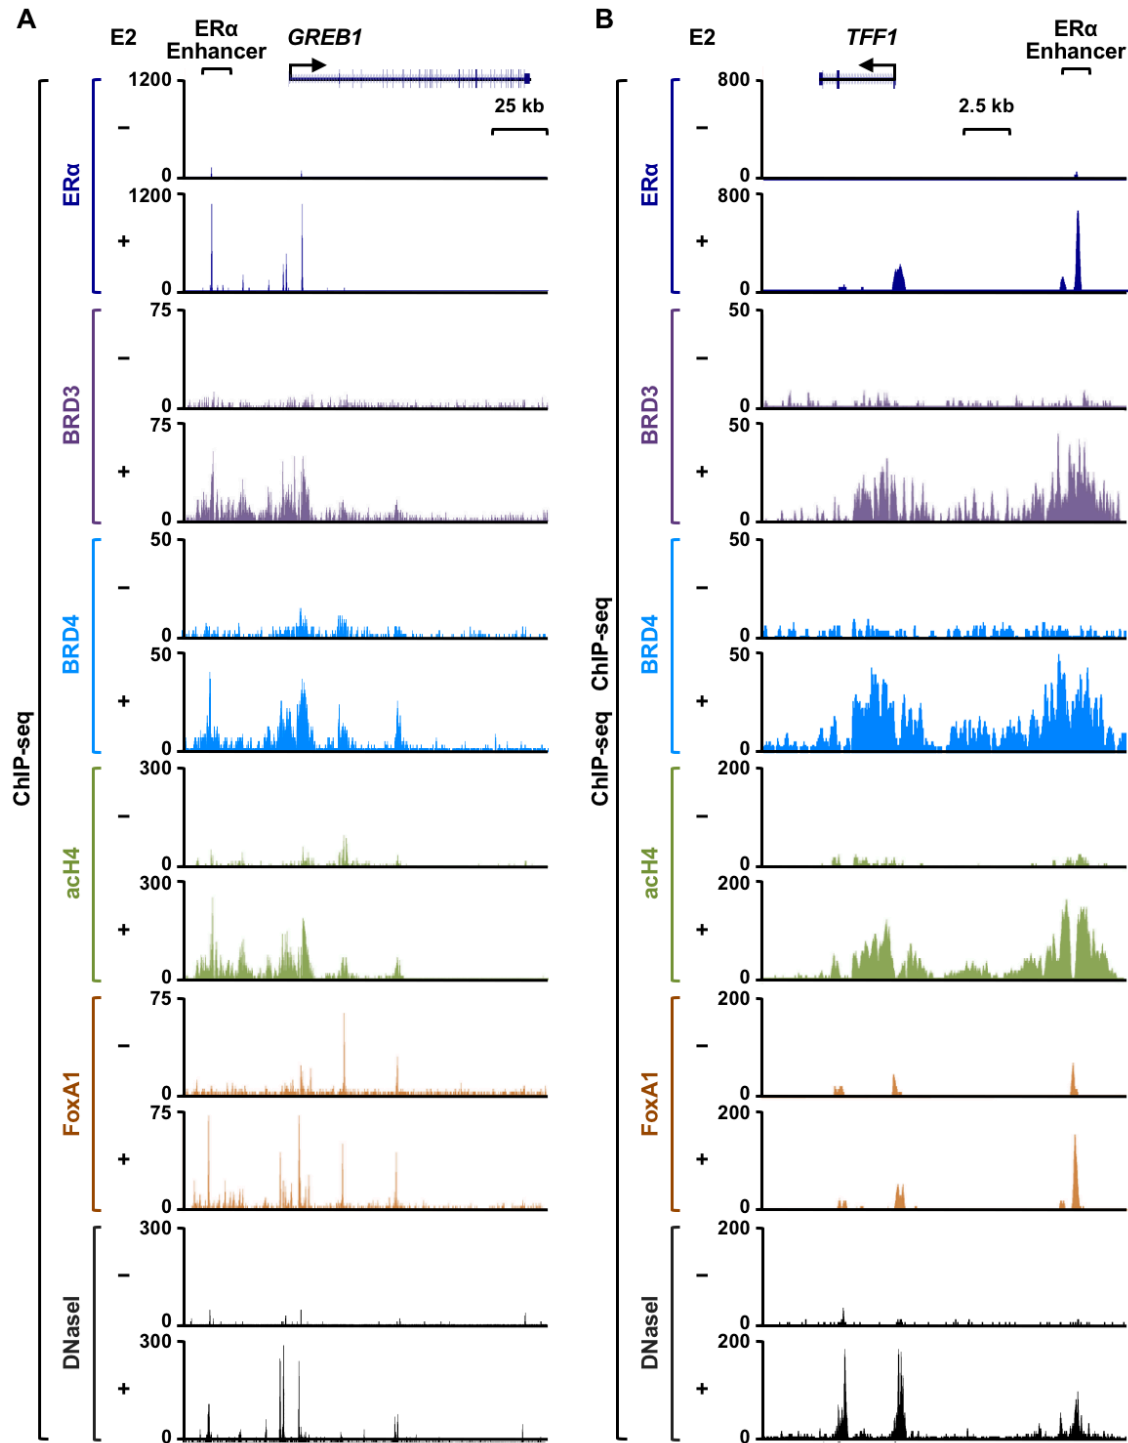 A
E2
ERα
Enhancer
GREB1
25 kb
ChIP-seq
ERα
−
1200
0
+
1200
0
BRD3
−
75
0
+
75
0
BRD4
−
50
0
+
50
0
acH4
−
300
0
+
300
0
FoxA1
−
75
0
+
75
0
DNaseI
−
300
0
+
300
0
B
E2
TFF1
ERα
Enhancer
2.5 kb
ChIP-seq
ChIP-seq
ERα
−
800
0
+
800
0
BRD3
−
50
0
+
50
0
BRD4
−
50
0
+
50
0
acH4
−
200
0
+
200
0
FoxA1
−
200
0
+
200
0
DNaseI
−
200
0
+
200
0